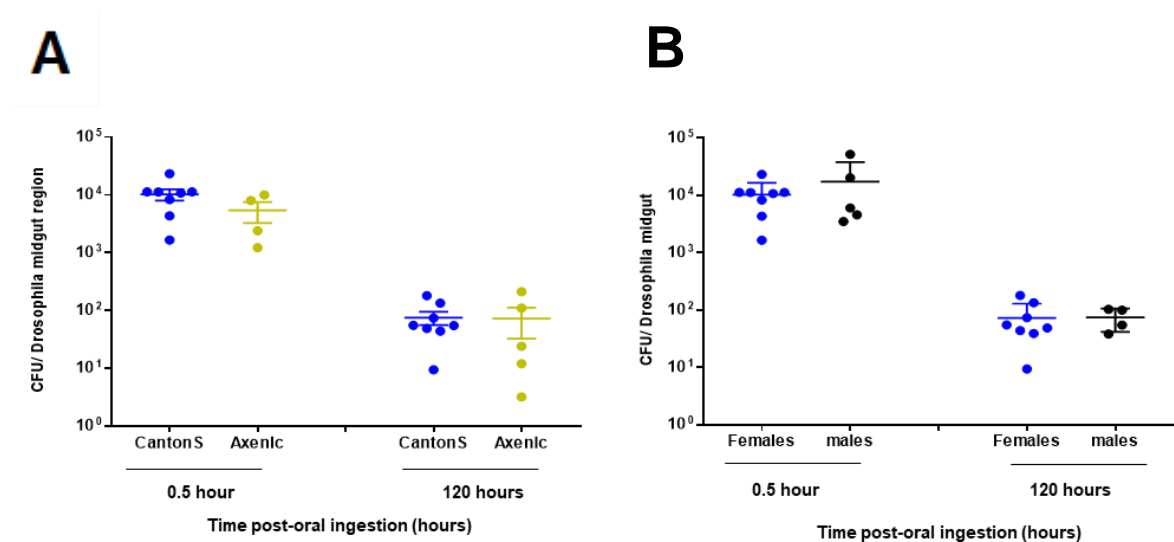 A
B
CFU/ Drosophila midgut region
10^5
10^4
10^3
10^2
10^1
10^0
CantonS Axenic CantonS Axenic
0.5 hour 120 hours
Time post-oral ingestion (hours)
CFU/ Drosophila midgut
10^5
10^4
10^3
10^2
10^1
10^0
Females males Females males
0.5 hour 120 hours
Time post-oral ingestion (hours)